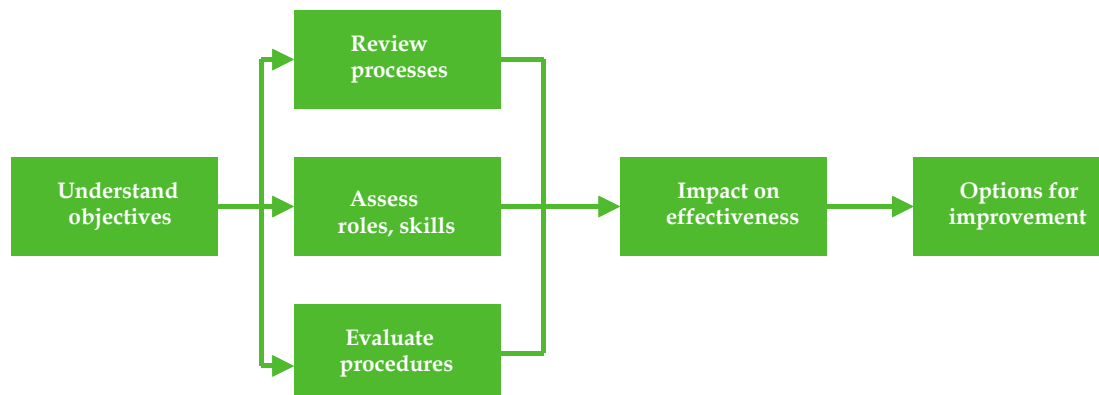 Understand
objectives
Review
processes
Assess
roles, skills
Evaluate
procedures
Impact on
effectiveness
Options for
improvement